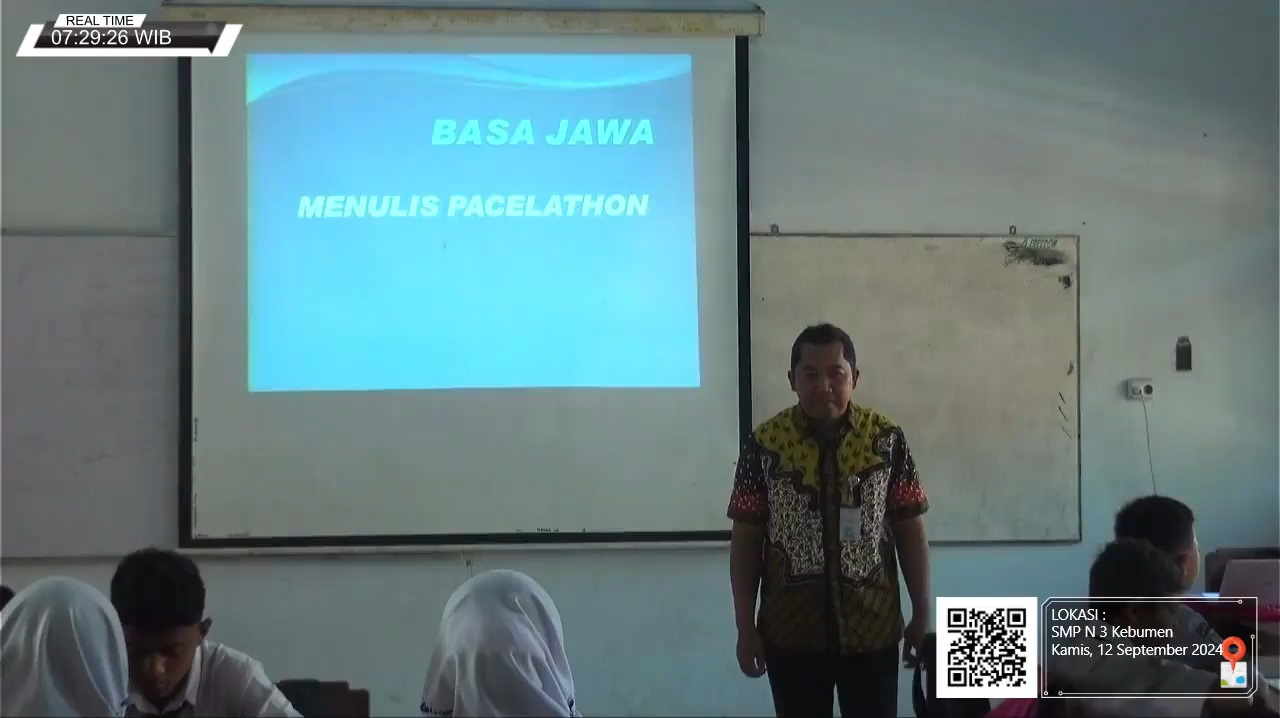 REAL TIME
07:29:26 WIB
BASA JAWA
MENULIS PACELATHON
LOKASI :
SMP N 3 Kebumen
Kamis, 12 September 2024